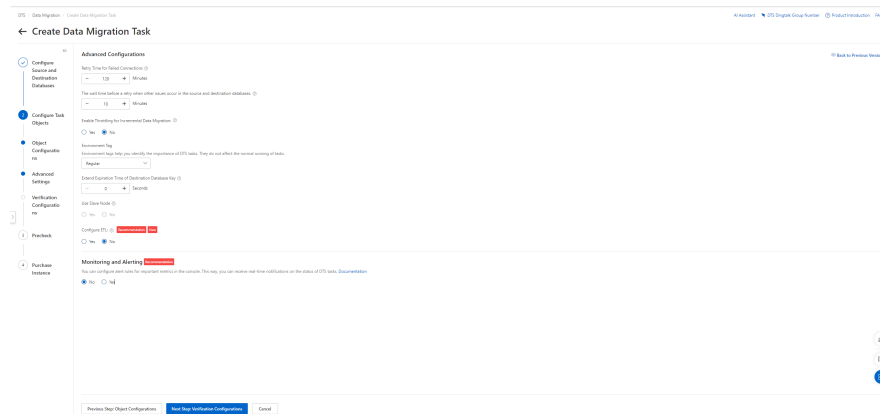 DTS / Data Migration / Create Data Migration Task
AI Assistant DTS Dingtalk Group Number Product Introduction FA
← Create Data Migration Task
Configure Source and Destination Databases
2 Configure Task Objects
Object Configuratio
ns
Advanced Settings
Verification Configuratio
ns
3 Precheck
4 Purchase Instance
Advanced Configurations
Back to Previous Versi
Retry Time for Failed Connections
− 120 + Minutes
The wait time before a retry when other issues occur in the source and destination databases.
− 10 + Minutes
Enable Throttling for Incremental Data Migration
Yes No
Environment Tag
Environment tags help you identify the importance of DTS tasks. They do not affect the normal running of tasks.
Regular
Extend Expiration Time of Destination Database Key
− 0 + Seconds
Use Slave Node
Yes No
Configure ETL Recommendation New
Yes No
Monitoring and Alerting Recommendation
You can configure alert rules for important metrics in the console. This way, you can receive real-time notifications on the status of DTS tasks. Documentation
No Yes
Previous Step: Object Configurations Next Step: Verification Configurations Cancel